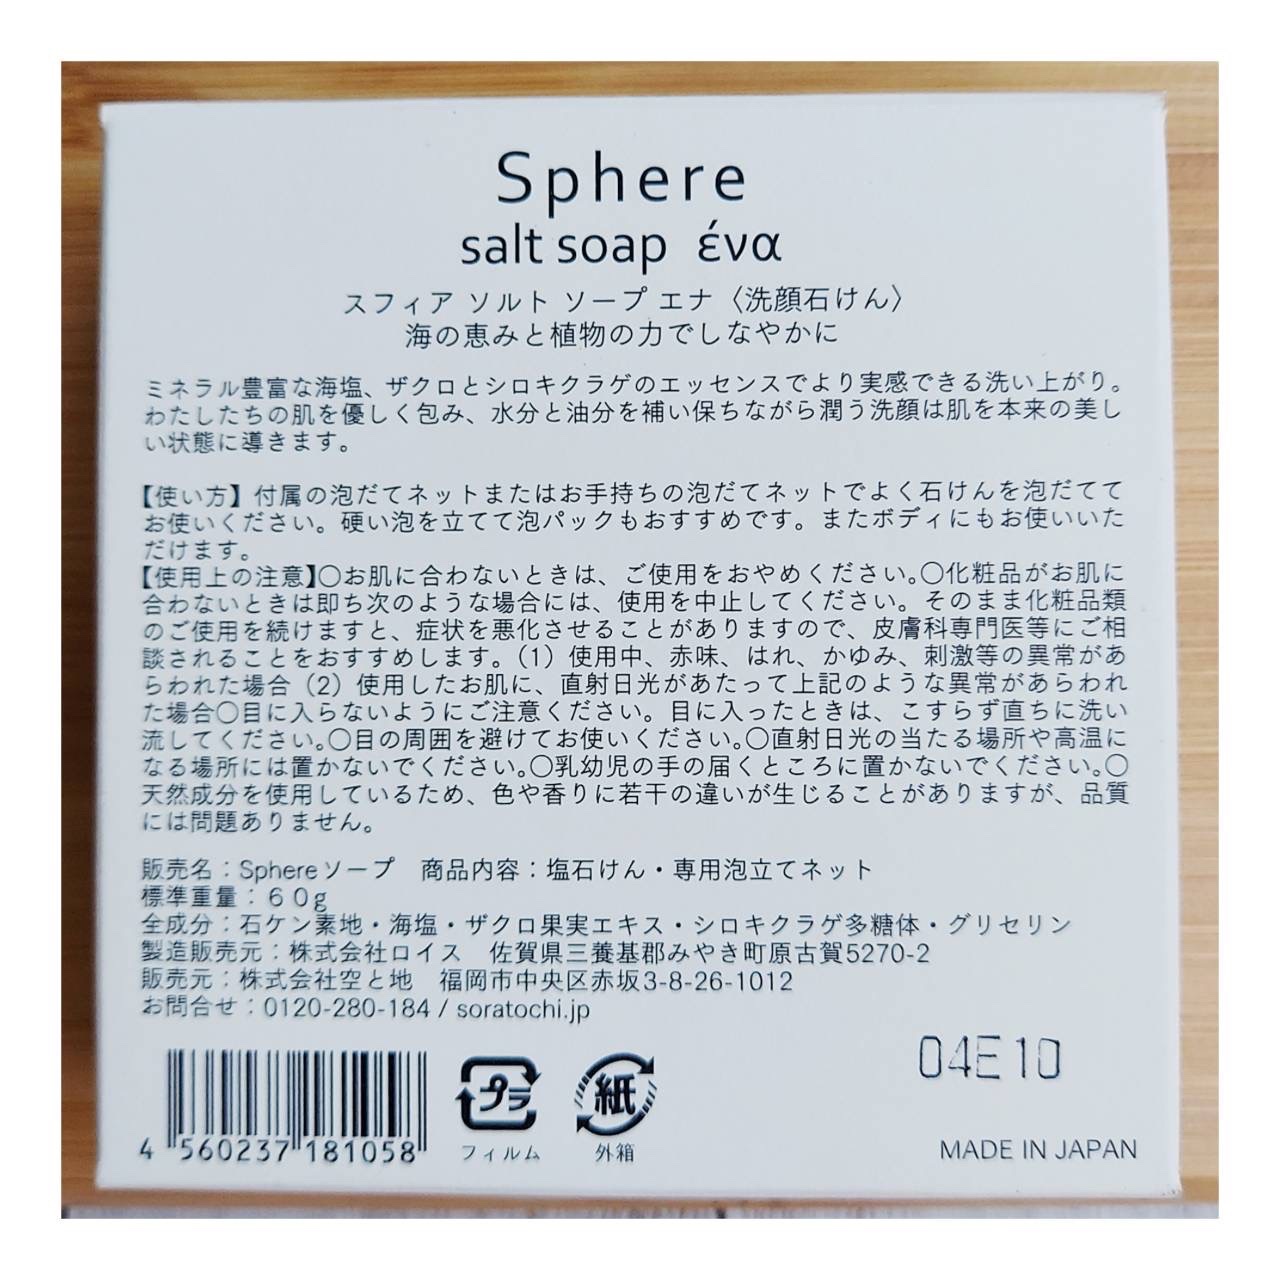 Sphere
salt soap ένα
スフィア ソルト ソープ エナ〈洗顔石けん〉
海の恵みと植物の力でしなやかに
ミネラル豊富な海塩、ザクロとシロキクラゲのエッセンスでより実感できる洗い上がり。
わたしたちの肌を優しく包み、水分と油分を補い保ちながら潤う洗顔は肌を本来の美し
い状態に導きます。
【使い方】付属の泡だてネットまたはお手持ちの泡だてネットでよく石けんを泡だてて
お使いください。硬い泡を立てて泡パックもおすすめです。またボディにもお使いいた
だけます。
【使用上の注意】〇お肌に合わないときは、ご使用をおやめください。〇化粧品がお肌に
合わないときは即ち次のような場合には、使用を中止してください。そのまま化粧品類
のご使用を続けますと、症状を悪化させることがありますので、皮膚科専門医等にご相
談されることをおすすめします。（1）使用中、赤味、はれ、かゆみ、刺激等の異常があ
らわれた場合（2）使用したお肌に、直射日光があたって上記のような異常があらわれ
た場合〇目に入らないようにご注意ください。目に入ったときは、こすらず直ちに洗い
流してください。〇目の周囲を避けてお使いください。〇直射日光の当たる場所や高温に
なる場所には置かないでください。〇乳幼児の手の届くところに置かないでください。〇
天然成分を使用しているため、色や香りに若干の違いが生じることがありますが、品質
には問題ありません。
販売名：Sphereソープ　商品内容：塩石けん・専用泡立てネット
標準重量：６０g
全成分：石ケン素地・海塩・ザクロ果実エキス・シロキクラゲ多糖体・グリセリン
製造販売元：株式会社ロイス　佐賀県三養基郡みやき町原古賀5270-2
販売元：株式会社空と地　福岡市中央区赤坂3-8-26-1012
お問合せ：0120-280-184 / soratochi.jp
04E10
プラ
紙
4 560237 181058
フィルム
外箱
MADE IN JAPAN